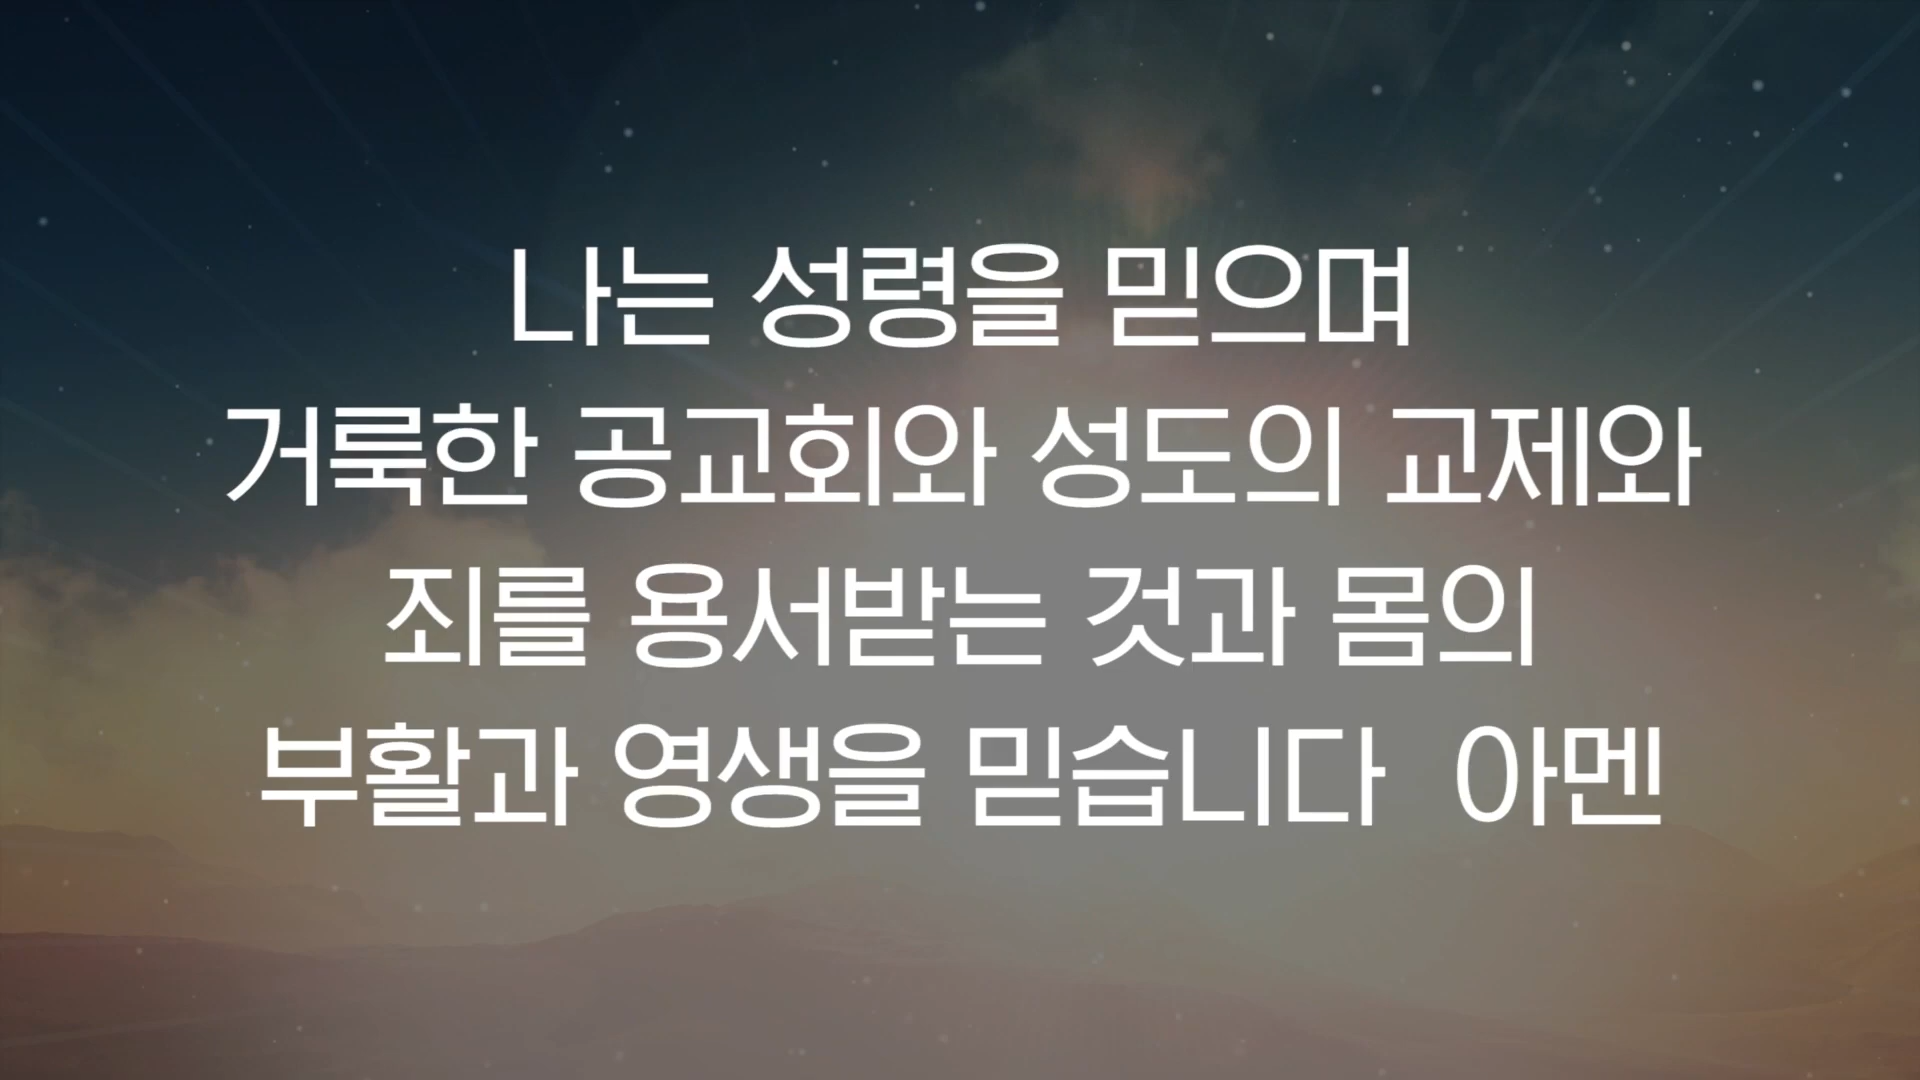 나는 성령을 믿으며
거룩한 공교회와 성도의 교제와
죄를 용서받는 것과 몸의
부활과 영생을 믿습니다  아멘